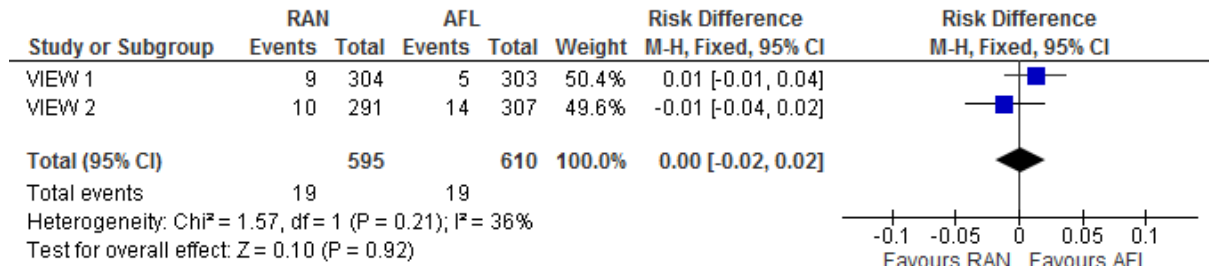 RAN AFL Risk Difference Risk Difference
Study or Subgroup Events Total Events Total Weight M-H, Fixed, 95% CI M-H, Fixed, 95% CI
VIEW 1 9 304 5 303 50.4% 0.01 [-0.01, 0.04]
VIEW 2 10 291 14 307 49.6% -0.01 [-0.04, 0.02]
Total (95% CI) 595 610 100.0% 0.00 [-0.02, 0.02]
Total events 19 19
Heterogeneity: Chi² = 1.57, df = 1 (P = 0.21); I² = 36%
Test for overall effect: Z = 0.10 (P = 0.92)
-0.1 -0.05 0 0.05 0.1
Favours RAN Favours AFL